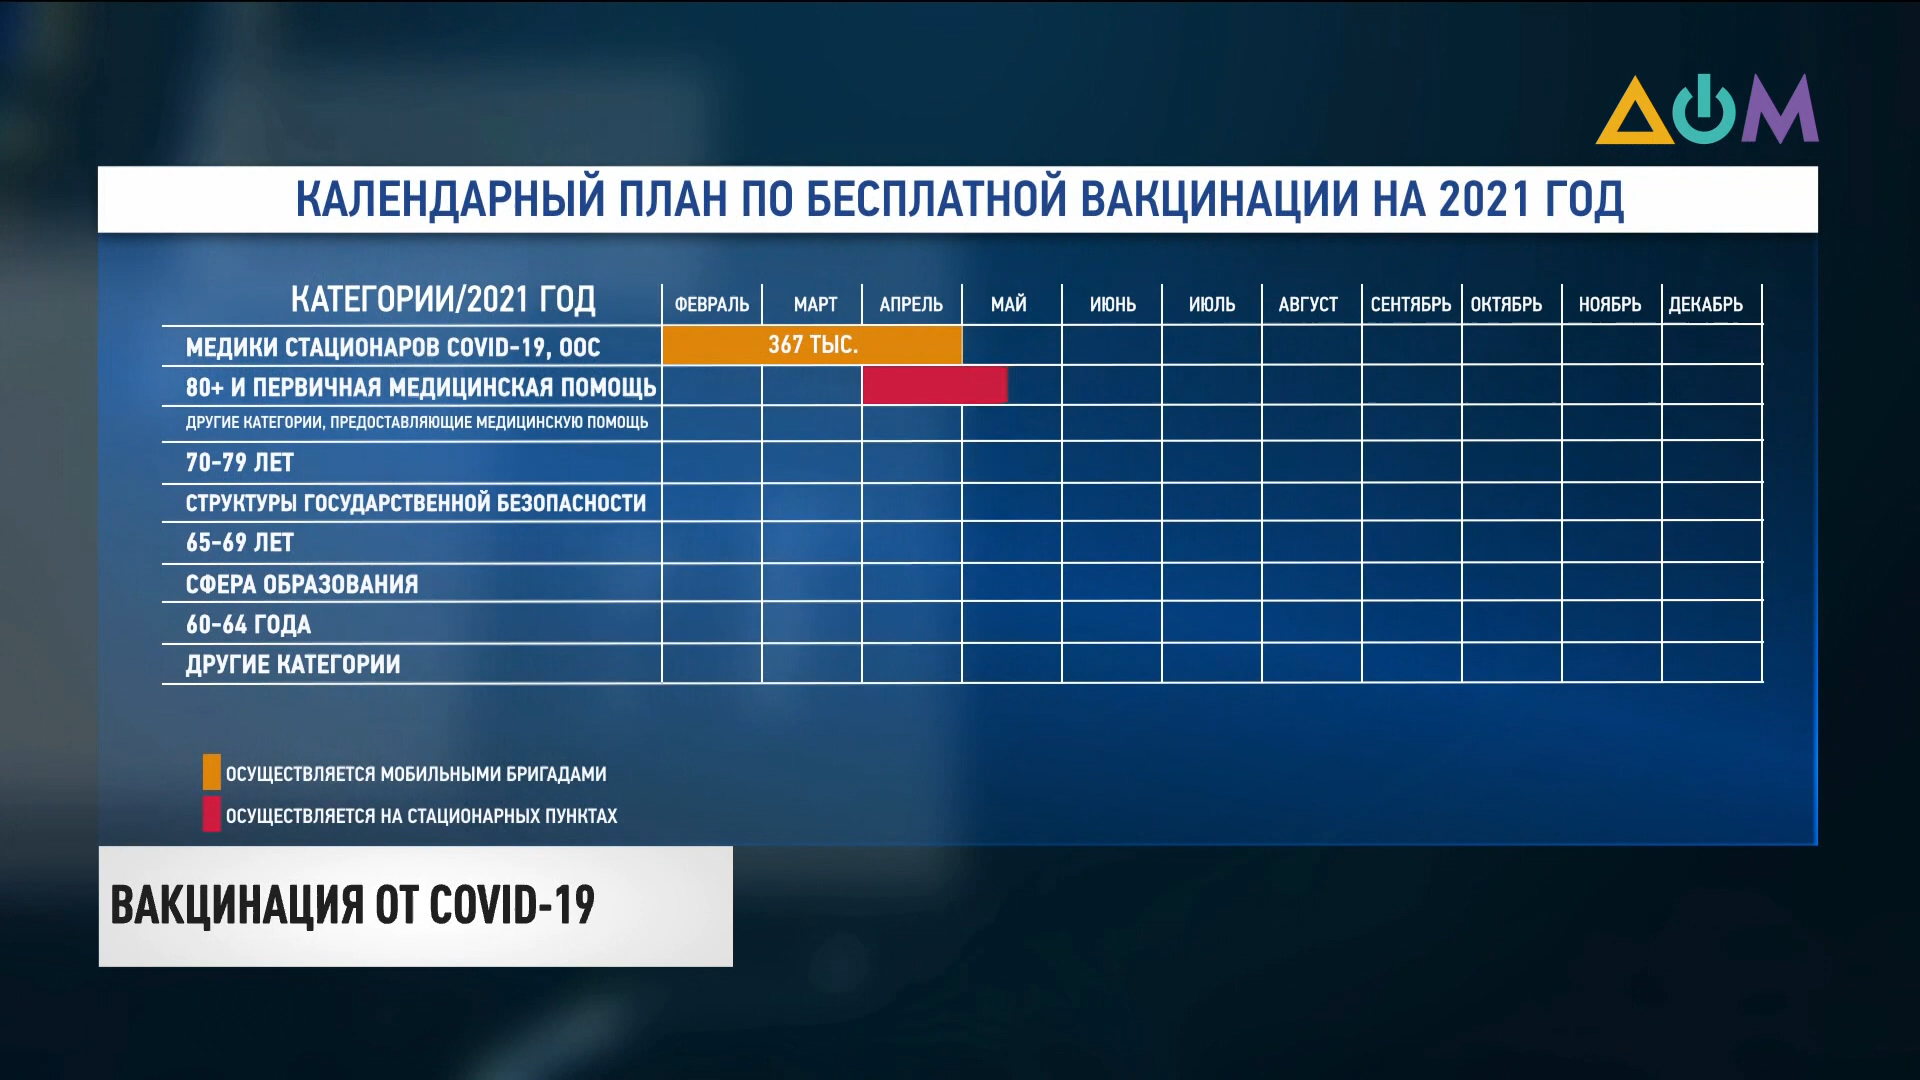 ДОМ
КАЛЕНДАРНЫЙ ПЛАН ПО БЕСПЛАТНОЙ ВАКЦИНАЦИИ НА 2021 ГОД
КАТЕГОРИИ/2021 ГОД ФЕВРАЛЬ МАРТ АПРЕЛЬ МАЙ ИЮНЬ ИЮЛЬ АВГУСТ СЕНТЯБРЬ ОКТЯБРЬ НОЯБРЬ ДЕКАБРЬ
МЕДИКИ СТАЦИОНАРОВ COVID-19, ООС 367 ТЫС.
80+ И ПЕРВИЧНАЯ МЕДИЦИНСКАЯ ПОМОЩЬ
ДРУГИЕ КАТЕГОРИИ, ПРЕДОСТАВЛЯЮЩИЕ МЕДИЦИНСКУЮ ПОМОЩЬ
70-79 ЛЕТ
СТРУКТУРЫ ГОСУДАРСТВЕННОЙ БЕЗОПАСНОСТИ
65-69 ЛЕТ
СФЕРА ОБРАЗОВАНИЯ
60-64 ГОДА
ДРУГИЕ КАТЕГОРИИ
ОСУЩЕСТВЛЯЕТСЯ МОБИЛЬНЫМИ БРИГАДАМИ
ОСУЩЕСТВЛЯЕТСЯ НА СТАЦИОНАРНЫХ ПУНКТАХ
ВАКЦИНАЦИЯ ОТ COVID-19